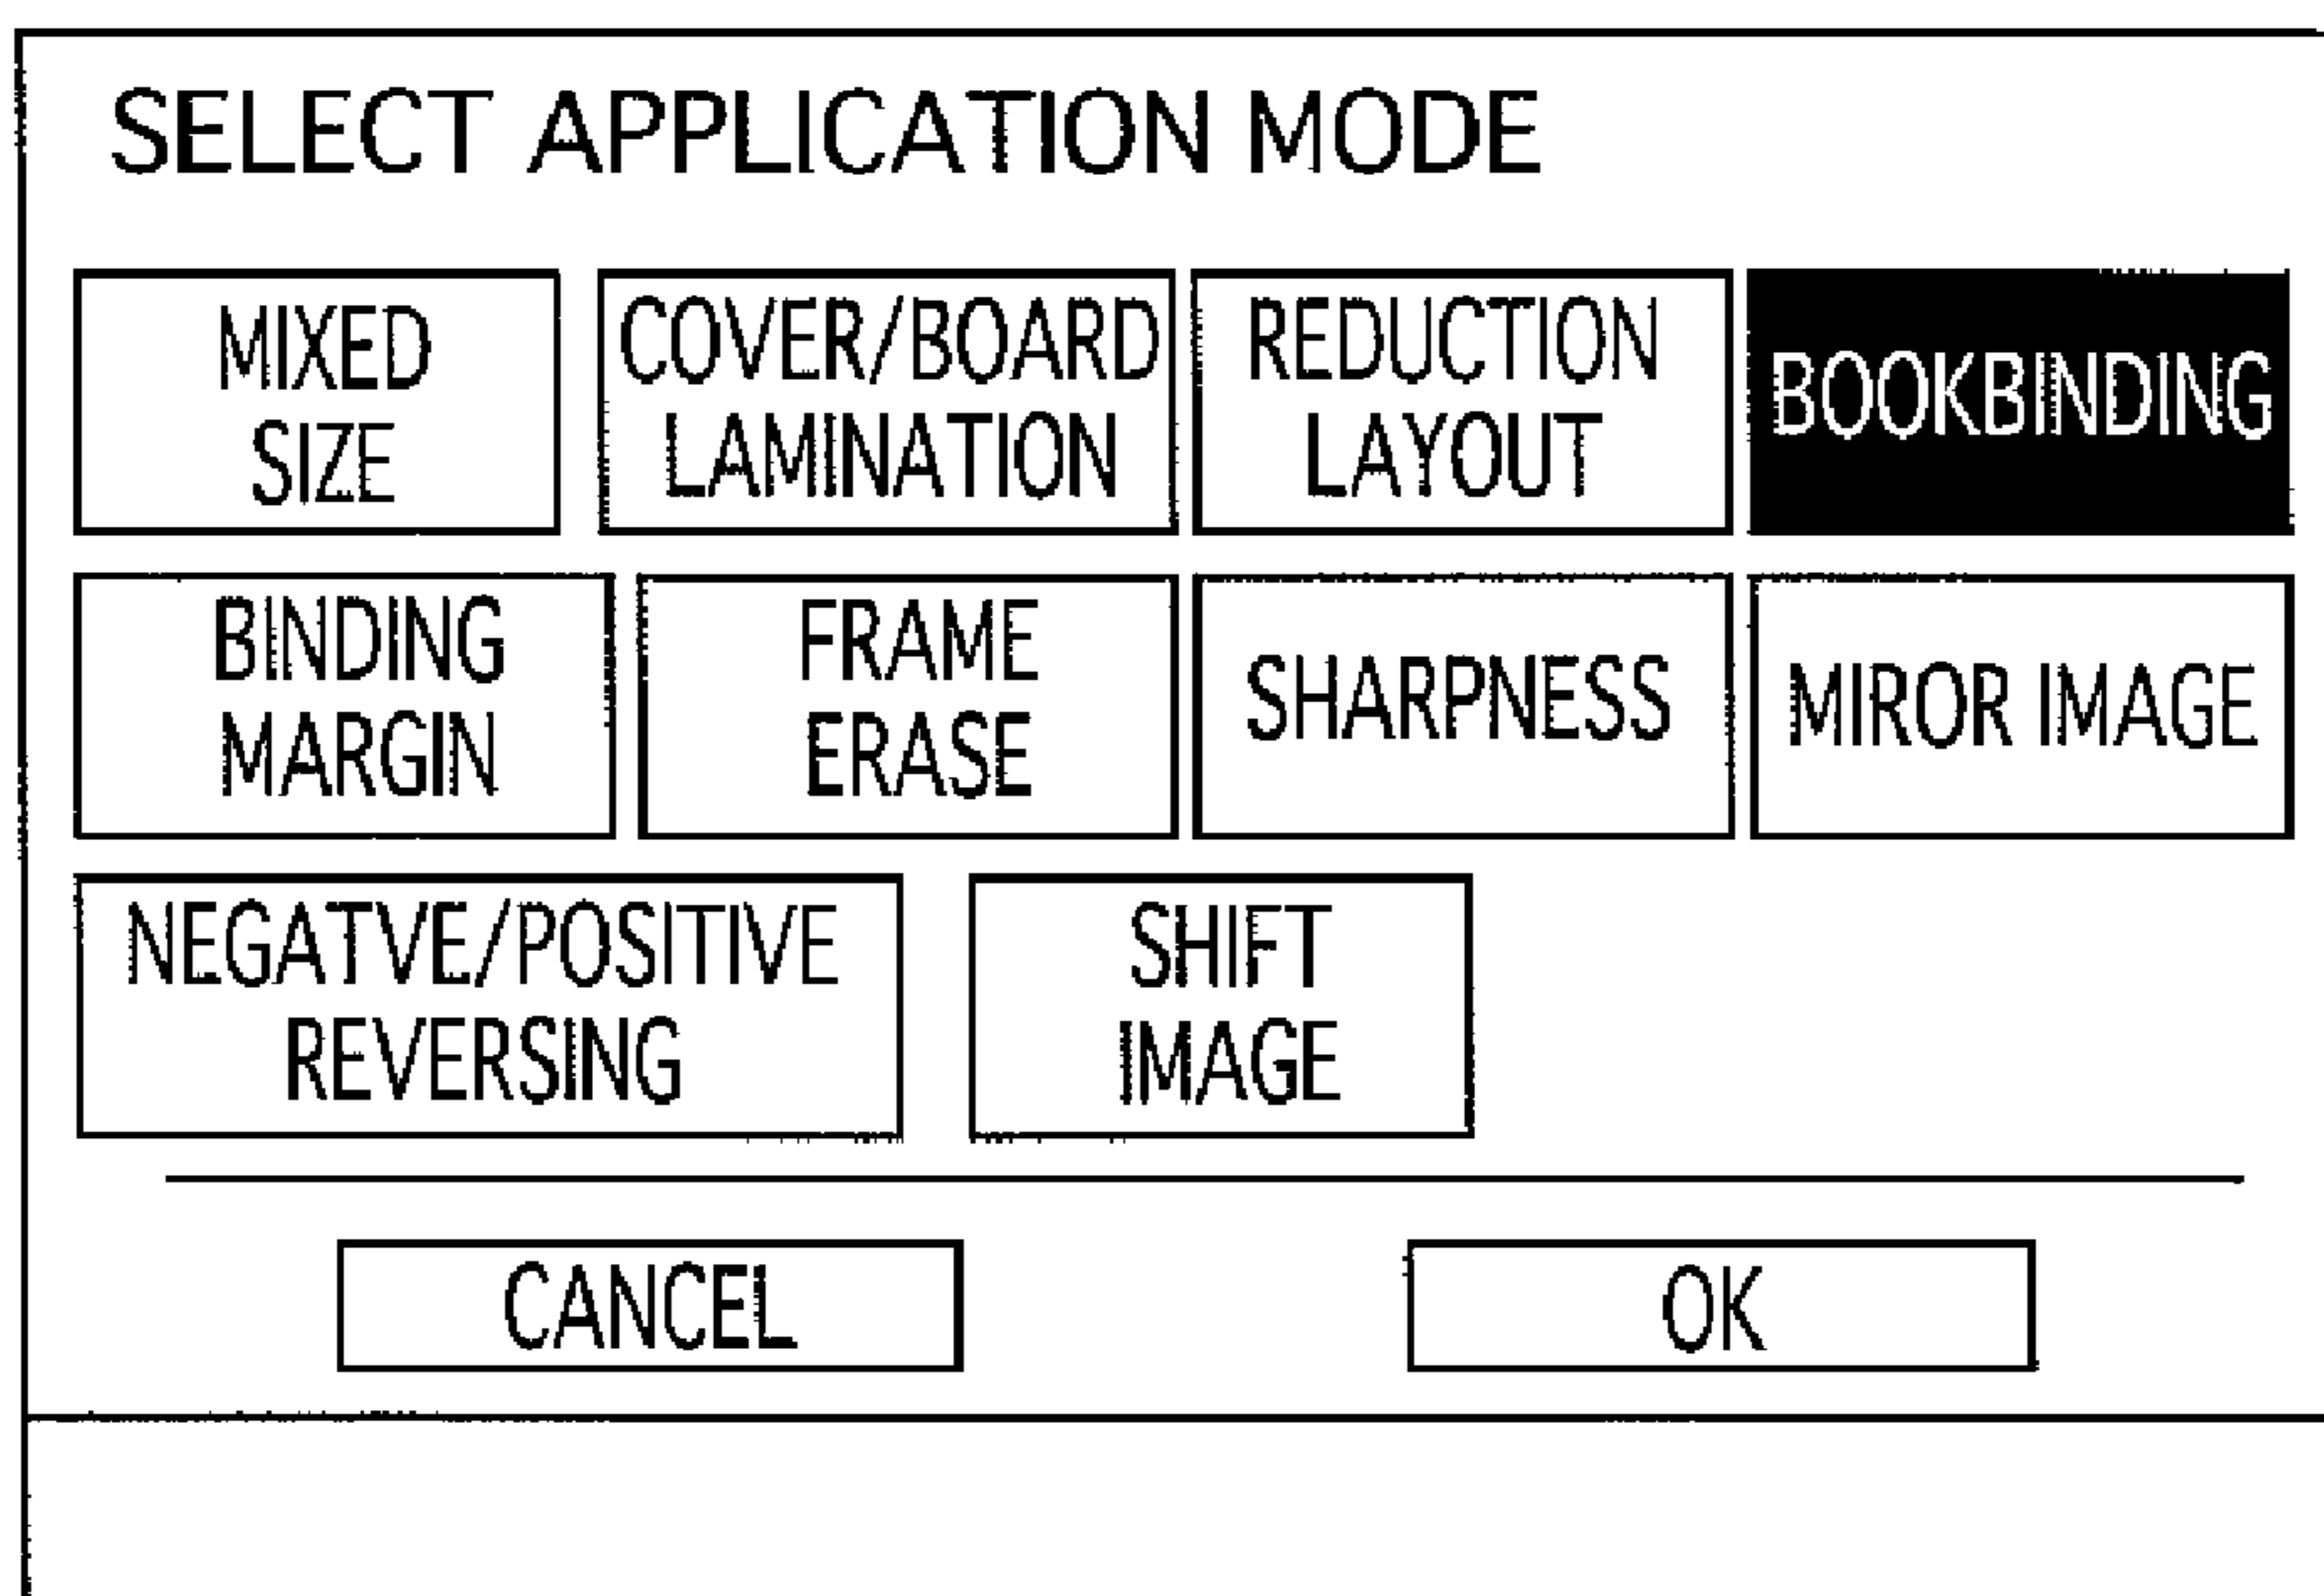 SELECT APPLICATION MODE
MIXED
SIZE
COVER/BOARD
LAMINATION
REDUCTION
LAYOUT
BOOKBINDING
BINDING
MARGIN
FRAME
ERASE
SHARPNESS
MIROR IMAGE
NEGATVE/POSITIVE
REVERSING
SHIFT
IMAGE
CANCEL
OK